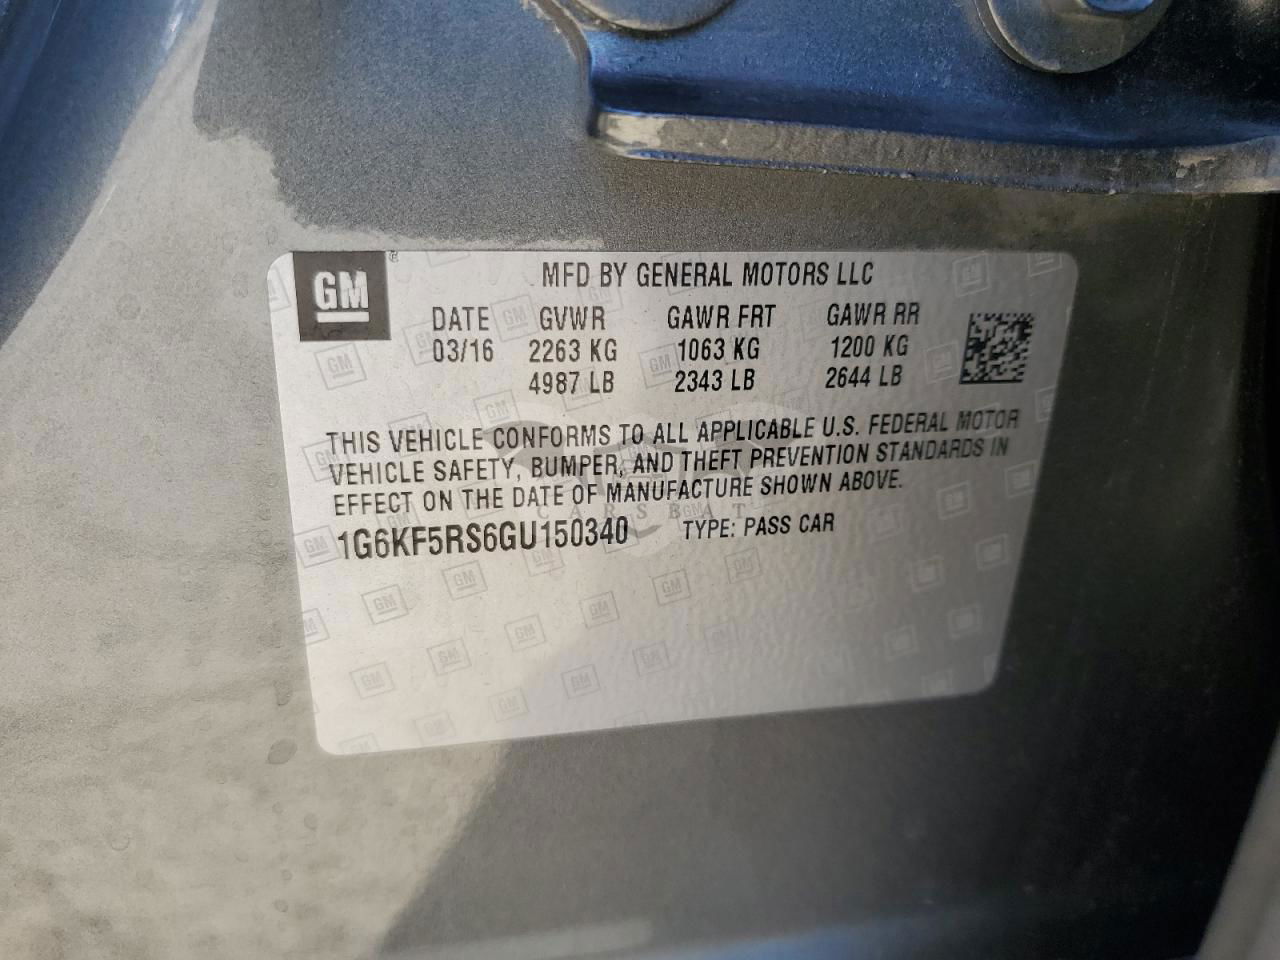 GM ®
MFD BY GENERAL MOTORS LLC
DATE GVWR GAWR FRT GAWR RR
03/16 2263 KG 1063 KG 1200 KG
4987 LB 2343 LB 2644 LB
THIS VEHICLE CONFORMS TO ALL APPLICABLE U.S. FEDERAL MOTOR
VEHICLE SAFETY, BUMPER, AND THEFT PREVENTION STANDARDS IN
EFFECT ON THE DATE OF MANUFACTURE SHOWN ABOVE.
CARSBAT
1G6KF5RS6GU150340 TYPE: PASS CAR